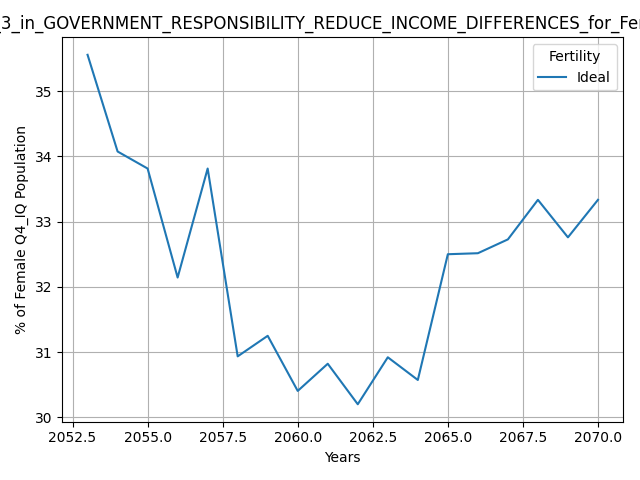 _3_in_GOVERNMENT_RESPONSIBILITY_REDUCE_INCOME_DIFFERENCES_for_Fe
Fertility
Ideal
% of Female Q4_IQ Population
35
34
33
32
31
30
2052.5 2055.0 2057.5 2060.0 2062.5 2065.0 2067.5 2070.0
Years